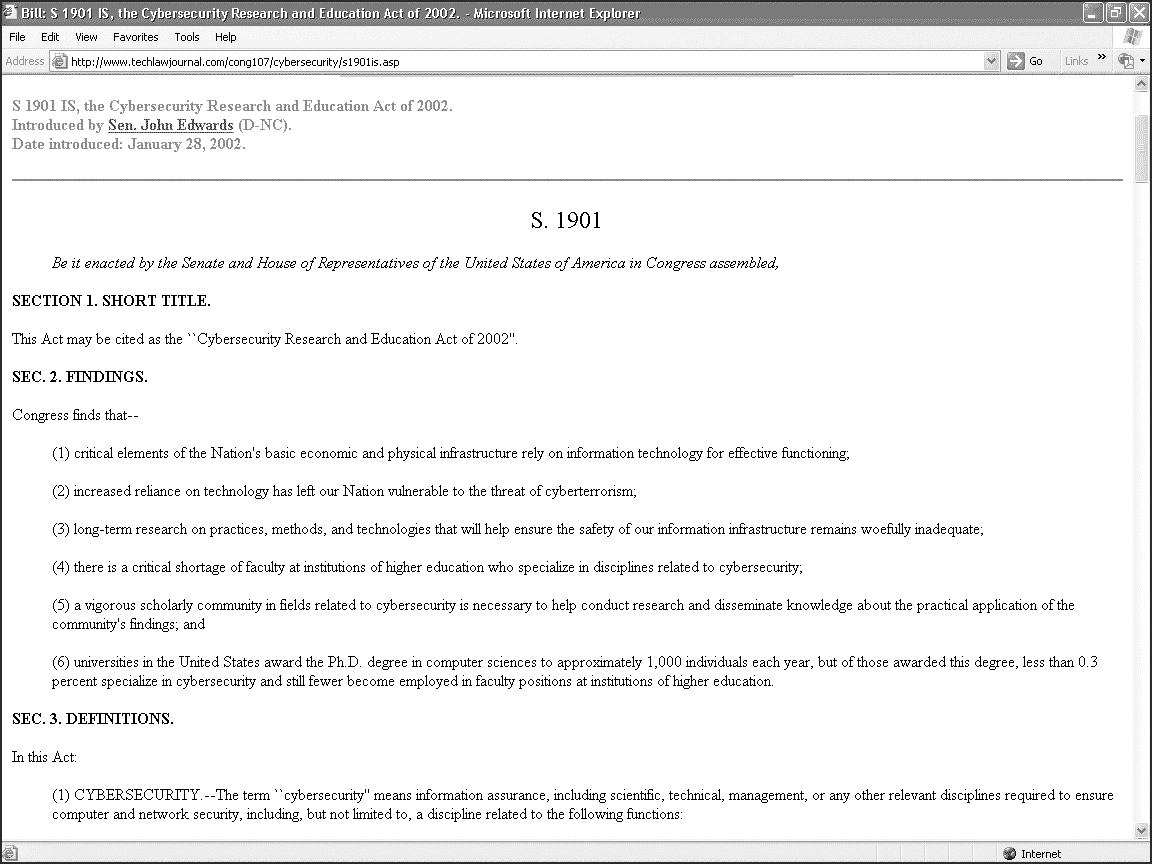 Bill: S 1901 IS, the Cybersecurity Research and Education Act of 2002. - Microsoft Internet Explorer
File Edit View Favorites Tools Help
Address http://www.techlawjournal.com/cong107/cybersecurity/s1901is.asp Go Links »
S 1901 IS, the Cybersecurity Research and Education Act of 2002.
Introduced by Sen. John Edwards (D-NC).
Date introduced: January 28, 2002.
S. 1901
Be it enacted by the Senate and House of Representatives of the United States of America in Congress assembled,
SECTION 1. SHORT TITLE.
This Act may be cited as the ``Cybersecurity Research and Education Act of 2002''.
SEC. 2. FINDINGS.
Congress finds that--
(1) critical elements of the Nation's basic economic and physical infrastructure rely on information technology for effective functioning;
(2) increased reliance on technology has left our Nation vulnerable to the threat of cyberterrorism;
(3) long-term research on practices, methods, and technologies that will help ensure the safety of our information infrastructure remains woefully inadequate;
(4) there is a critical shortage of faculty at institutions of higher education who specialize in disciplines related to cybersecurity;
(5) a vigorous scholarly community in fields related to cybersecurity is necessary to help conduct research and disseminate knowledge about the practical application of the
community's findings; and
(6) universities in the United States award the Ph.D. degree in computer sciences to approximately 1,000 individuals each year, but of those awarded this degree, less than 0.3
percent specialize in cybersecurity and still fewer become employed in faculty positions at institutions of higher education.
SEC. 3. DEFINITIONS.
In this Act:
(1) CYBERSECURITY.--The term ``cybersecurity'' means information assurance, including scientific, technical, management, or any other relevant disciplines required to ensure
computer and network security, including, but not limited to, a discipline related to the following functions:
Internet